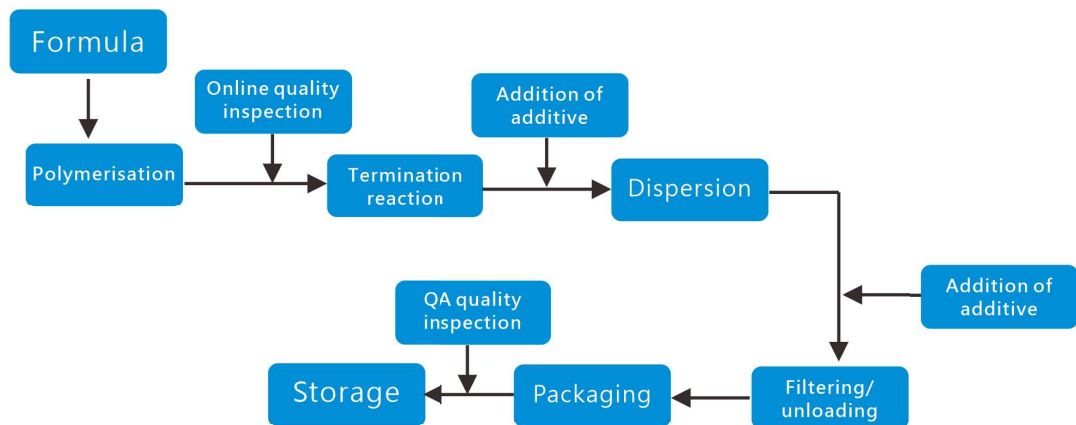 Formula
Online quality
inspection
Addition of
additive
Polymerisation
Termination
reaction
Dispersion
Addition of
additive
QA quality
inspection
Storage
Packaging
Filtering/
unloading